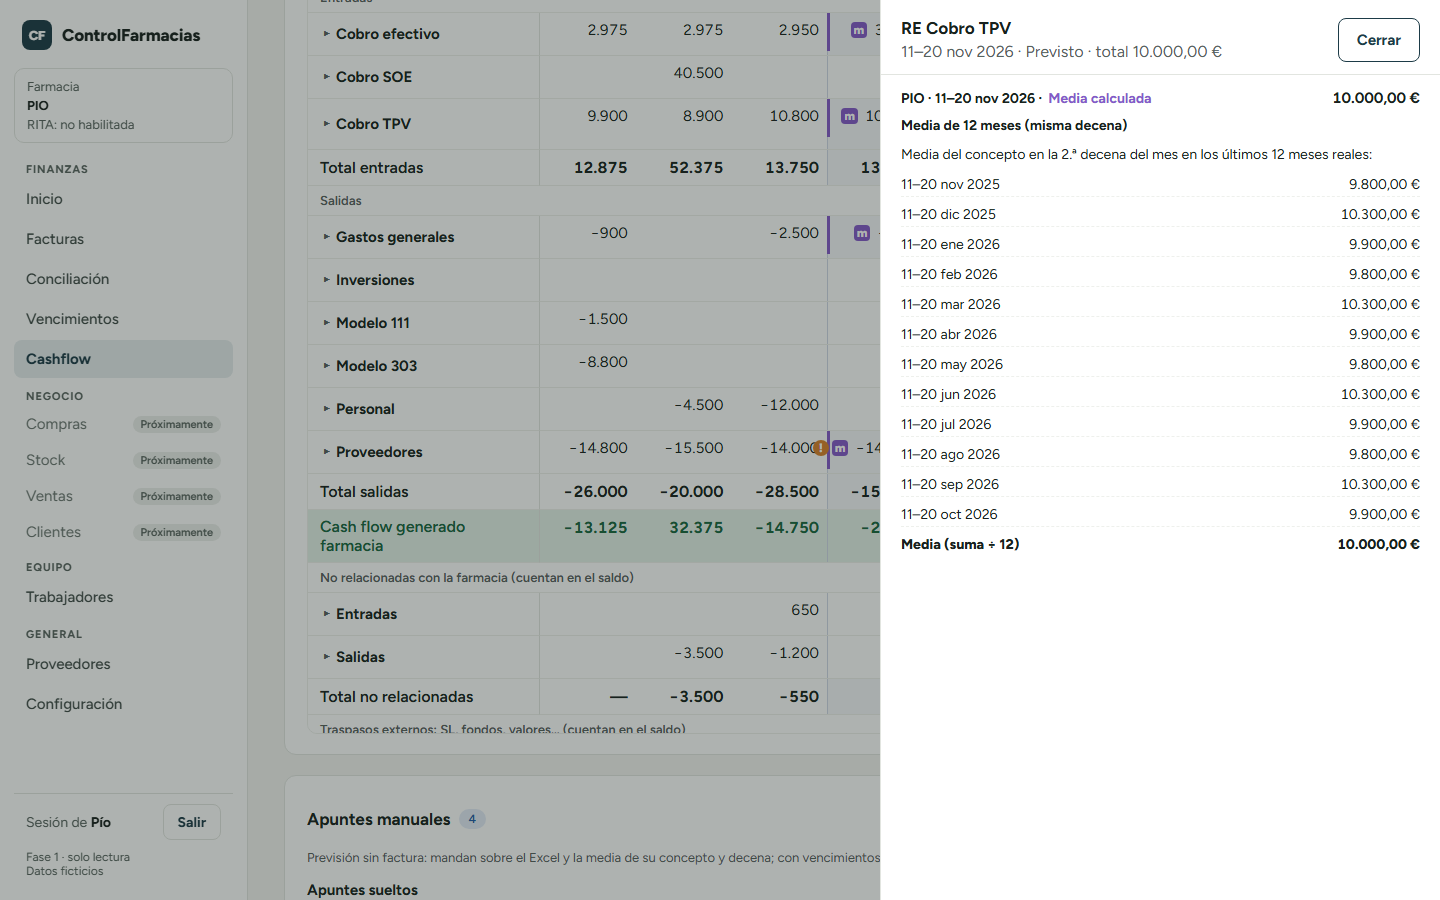 CF ControlFarmacias
Farmacia
PIO
RITA: no habilitada
FINANZAS
Inicio
Facturas
Conciliación
Vencimientos
Cashflow
NEGOCIO
Compras Próximamente
Stock Próximamente
Ventas Próximamente
Clientes Próximamente
EQUIPO
Trabajadores
GENERAL
Proveedores
Configuración
Sesión de Pío Salir
Fase 1 · solo lectura
Datos ficticios
Entradas
▸ Cobro efectivo 2.975 2.975 2.950 m
▸ Cobro SOE 40.500
▸ Cobro TPV 9.900 8.900 10.800 m 10
Total entradas 12.875 52.375 13.750 13
Salidas
▸ Gastos generales −900 −2.500 m -
▸ Inversiones
▸ Modelo 111 −1.500
▸ Modelo 303 −8.800
▸ Personal −4.500 −12.000
▸ Proveedores −14.800 −15.500 −14.000 ! m −14
Total salidas −26.000 −20.000 −28.500 −15
Cash flow generado farmacia −13.125 32.375 −14.750 −2
No relacionadas con la farmacia (cuentan en el saldo)
▸ Entradas 650
▸ Salidas −3.500 −1.200
Total no relacionadas — −3.500 −550
Traspasos externos: SL, fondos, valores… (cuentan en el saldo)
Apuntes manuales 4
Previsión sin factura: mandan sobre el Excel y la media de su concepto y decena; con vencimientos
Apuntes sueltos
RE Cobro TPV
11–20 nov 2026 · Previsto · total 10.000,00 €
Cerrar
PIO · 11–20 nov 2026 · Media calculada 10.000,00 €
Media de 12 meses (misma decena)
Media del concepto en la 2.ª decena del mes en los últimos 12 meses reales:
11–20 nov 2025 9.800,00 €
11–20 dic 2025 10.300,00 €
11–20 ene 2026 9.900,00 €
11–20 feb 2026 9.800,00 €
11–20 mar 2026 10.300,00 €
11–20 abr 2026 9.900,00 €
11–20 may 2026 9.800,00 €
11–20 jun 2026 10.300,00 €
11–20 jul 2026 9.900,00 €
11–20 ago 2026 9.800,00 €
11–20 sep 2026 10.300,00 €
11–20 oct 2026 9.900,00 €
Media (suma ÷ 12) 10.000,00 €